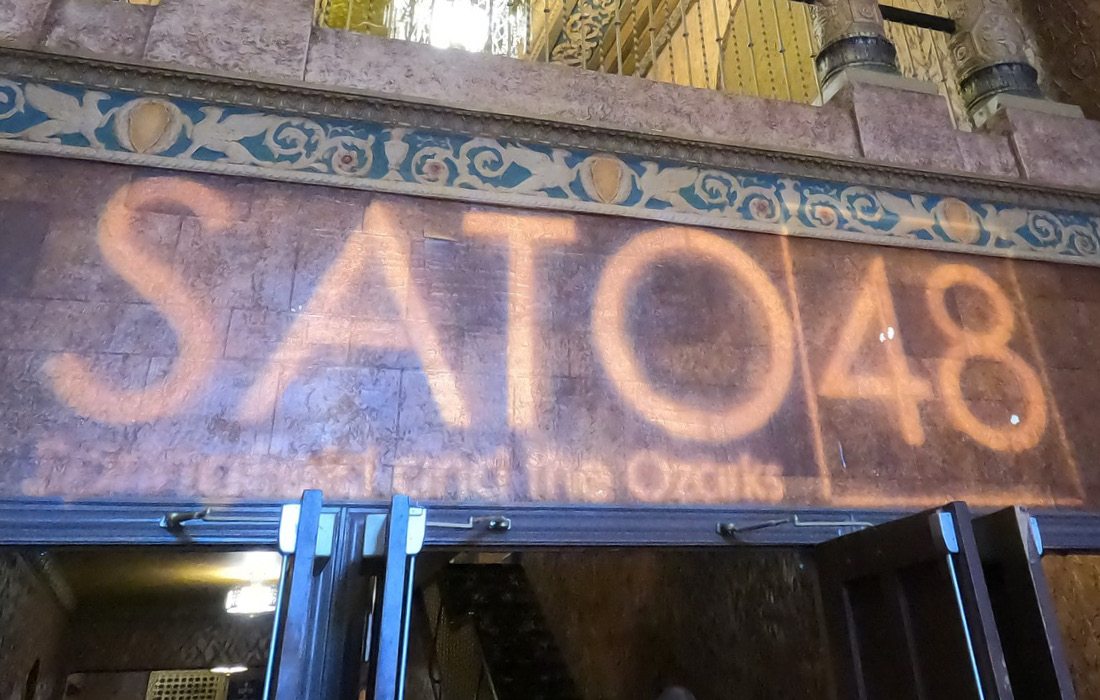 SATO48
and the Ozarks